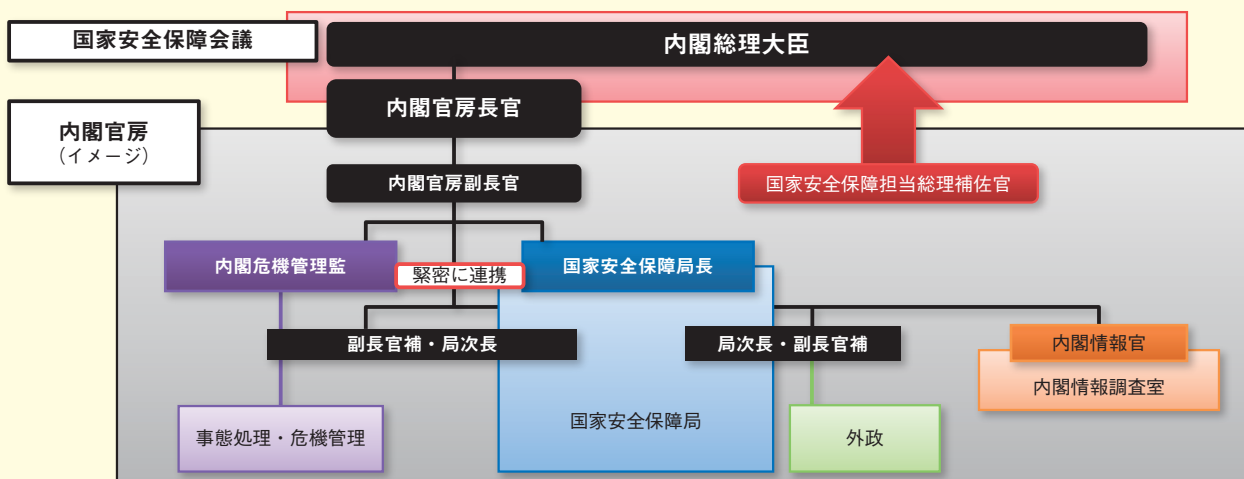 国家安全保障会議
内閣総理大臣
内閣官房長官
内閣官房
（イメージ）
内閣官房副長官
国家安全保障担当総理補佐官
内閣危機管理監
緊密に連携
国家安全保障局長
副長官補・局次長
局次長・副長官補
内閣情報官
内閣情報調査室
事態処理・危機管理
国家安全保障局
外政